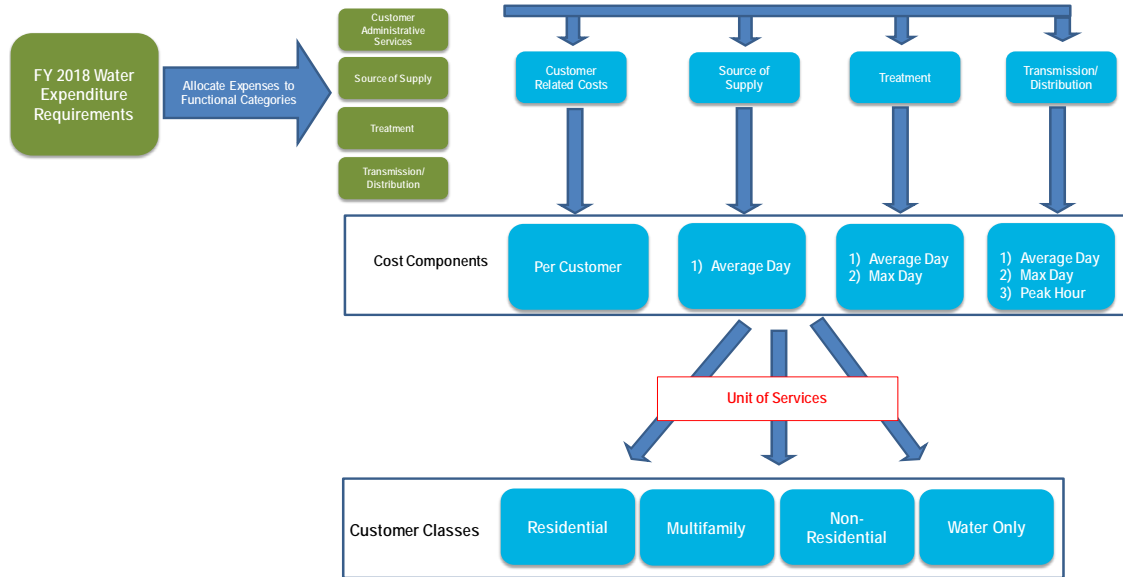 FY 2018 Water
Expenditure
Requirements
Allocate Expenses to
Functional Categories
Customer
Administrative
Services
Source of Supply
Treatment
Transmission/
Distribution
Customer
Related Costs
Source of
Supply
Treatment
Transmission/
Distribution
Cost Components
Per Customer
1) Average Day
1) Average Day
2) Max Day
1) Average Day
2) Max Day
3) Peak Hour
Unit of Services
Customer Classes
Residential
Multifamily
Non-
Residential
Water Only